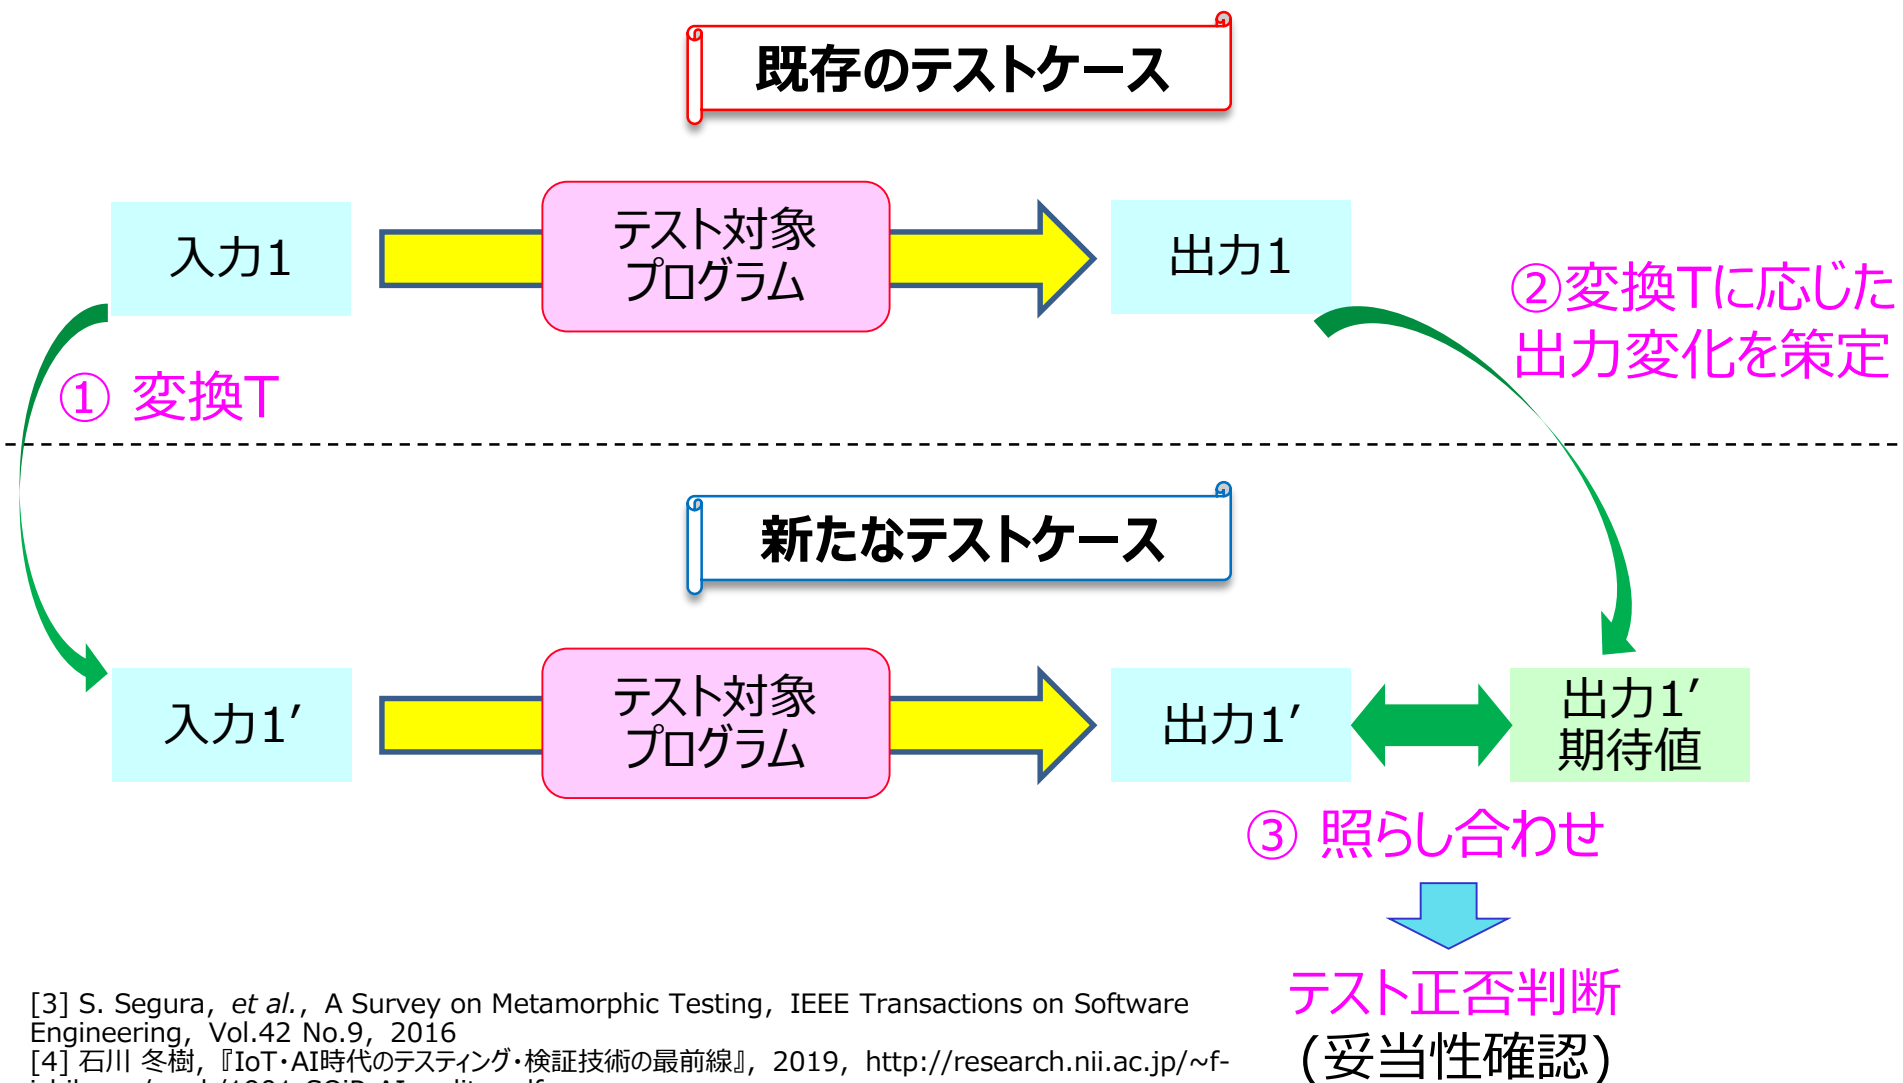 既存のテストケース
入力1
テスト対象
プログラム
出力1
②変換Tに応じた
出力変化を策定
① 変換T
新たなテストケース
入力1′
テスト対象
プログラム
出力1′
出力1′
期待値
③ 照らし合わせ
テスト正否判断
(妥当性確認)
[3] S. Segura, et al., A Survey on Metamorphic Testing, IEEE Transactions on Software
Engineering, Vol.42 No.9, 2016
[4] 石川 冬樹,『IoT・AI時代のテスティング・検証技術の最前線』, 2019, http://research.nii.ac.jp/~f-